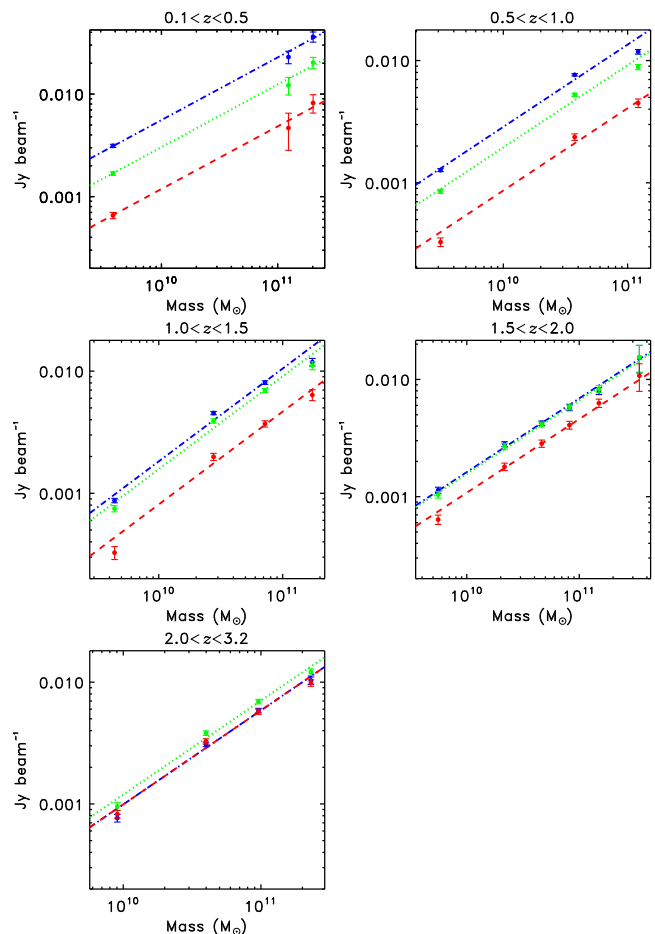 0.1<z<0.5
0.5<z<1.0
Jy beam⁻¹
0.010
0.001
10¹⁰
10¹¹
Mass (M☉)
Jy beam⁻¹
0.010
0.001
10¹⁰
10¹¹
Mass (M☉)
1.0<z<1.5
1.5<z<2.0
Jy beam⁻¹
0.010
0.001
10¹⁰
10¹¹
Mass (M☉)
Jy beam⁻¹
0.010
0.001
10¹⁰
10¹¹
Mass (M☉)
2.0<z<3.2
Jy beam⁻¹
0.010
0.001
10¹⁰
10¹¹
Mass (M☉)